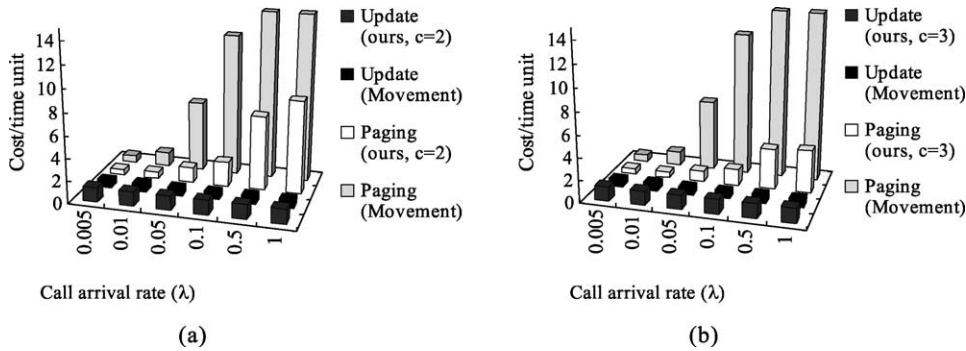 14
12
10
8
6
4
2
0
Cost/time unit
0.005
0.01
0.05
0.1
0.5
1
Call arrival rate (λ)
Update
(ours, c=2)
Update
(Movement)
Paging
(ours, c=2)
Paging
(Movement)
(a)
14
12
10
8
6
4
2
0
Cost/time unit
0.005
0.01
0.05
0.1
0.5
1
Call arrival rate (λ)
Update
(ours, c=3)
Update
(Movement)
Paging
(ours, c=3)
Paging
(Movement)
(b)